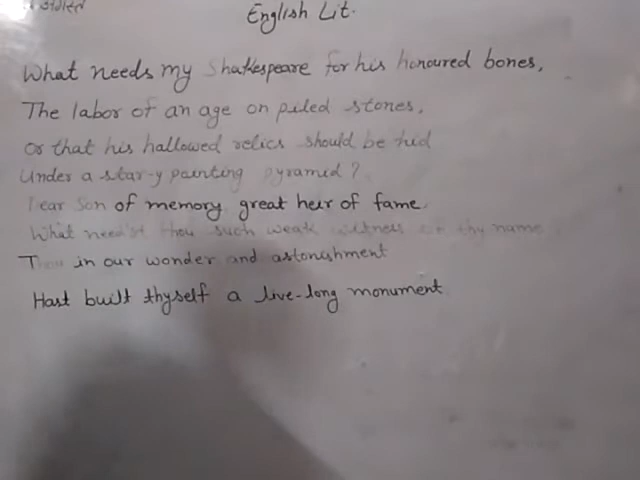 English Lit.
What needs my Shakespeare for his honoured bones,
The labor of an age on piled stones,
Or that his hallowed relics should be hid
Under a star-y painting pyramid?
Dear Son of memory great heir of fame.
What need'st thou such weak witness of thy name
Thou in our wonder and astonishment
Hast built thyself a live-long monument